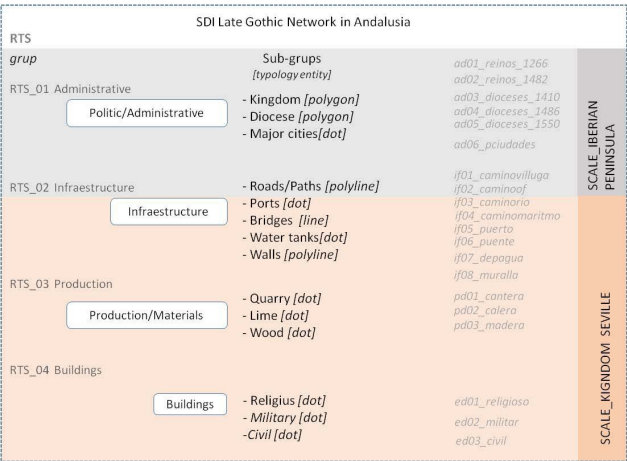 SDI Late Gothic Network in Andalusia
RTS
grup
Sub-grups
[typology entity]
RTS_01 Administrative
Politic/Administrative
- Kingdom [polygon]
- Diocese [polygon]
- Major cities[dot]
ad01_reinos_1266
ad02_reinos_1482
ad03_dioceses_1410
ad04_dioceses_1486
ad05_dioceses_1550
ad06_pciudades
SCALE_IBERIAN
PENINSULA
RTS_02 Infraestructure
Infraestructure
- Roads/Paths [polyline]
- Ports [dot]
- Bridges [line]
- Water tanks[dot]
- Walls [polyline]
if01_caminovilluga
if02_caminoof
if03_caminorio
if04_caminomaritmo
if05_puerto
if06_puente
if07_depagua
if08_muralla
RTS_03 Production
Production/Materials
- Quarry [dot]
- Lime [dot]
- Wood [dot]
pd01_cantera
pd02_calera
pd03_madera
RTS_04 Buildings
Buildings
- Religius [dot]
- Military [dot]
-Civil [dot]
ed01_religioso
ed02_militar
ed03_civil
SCALE_KIGNDOM SEVILLE